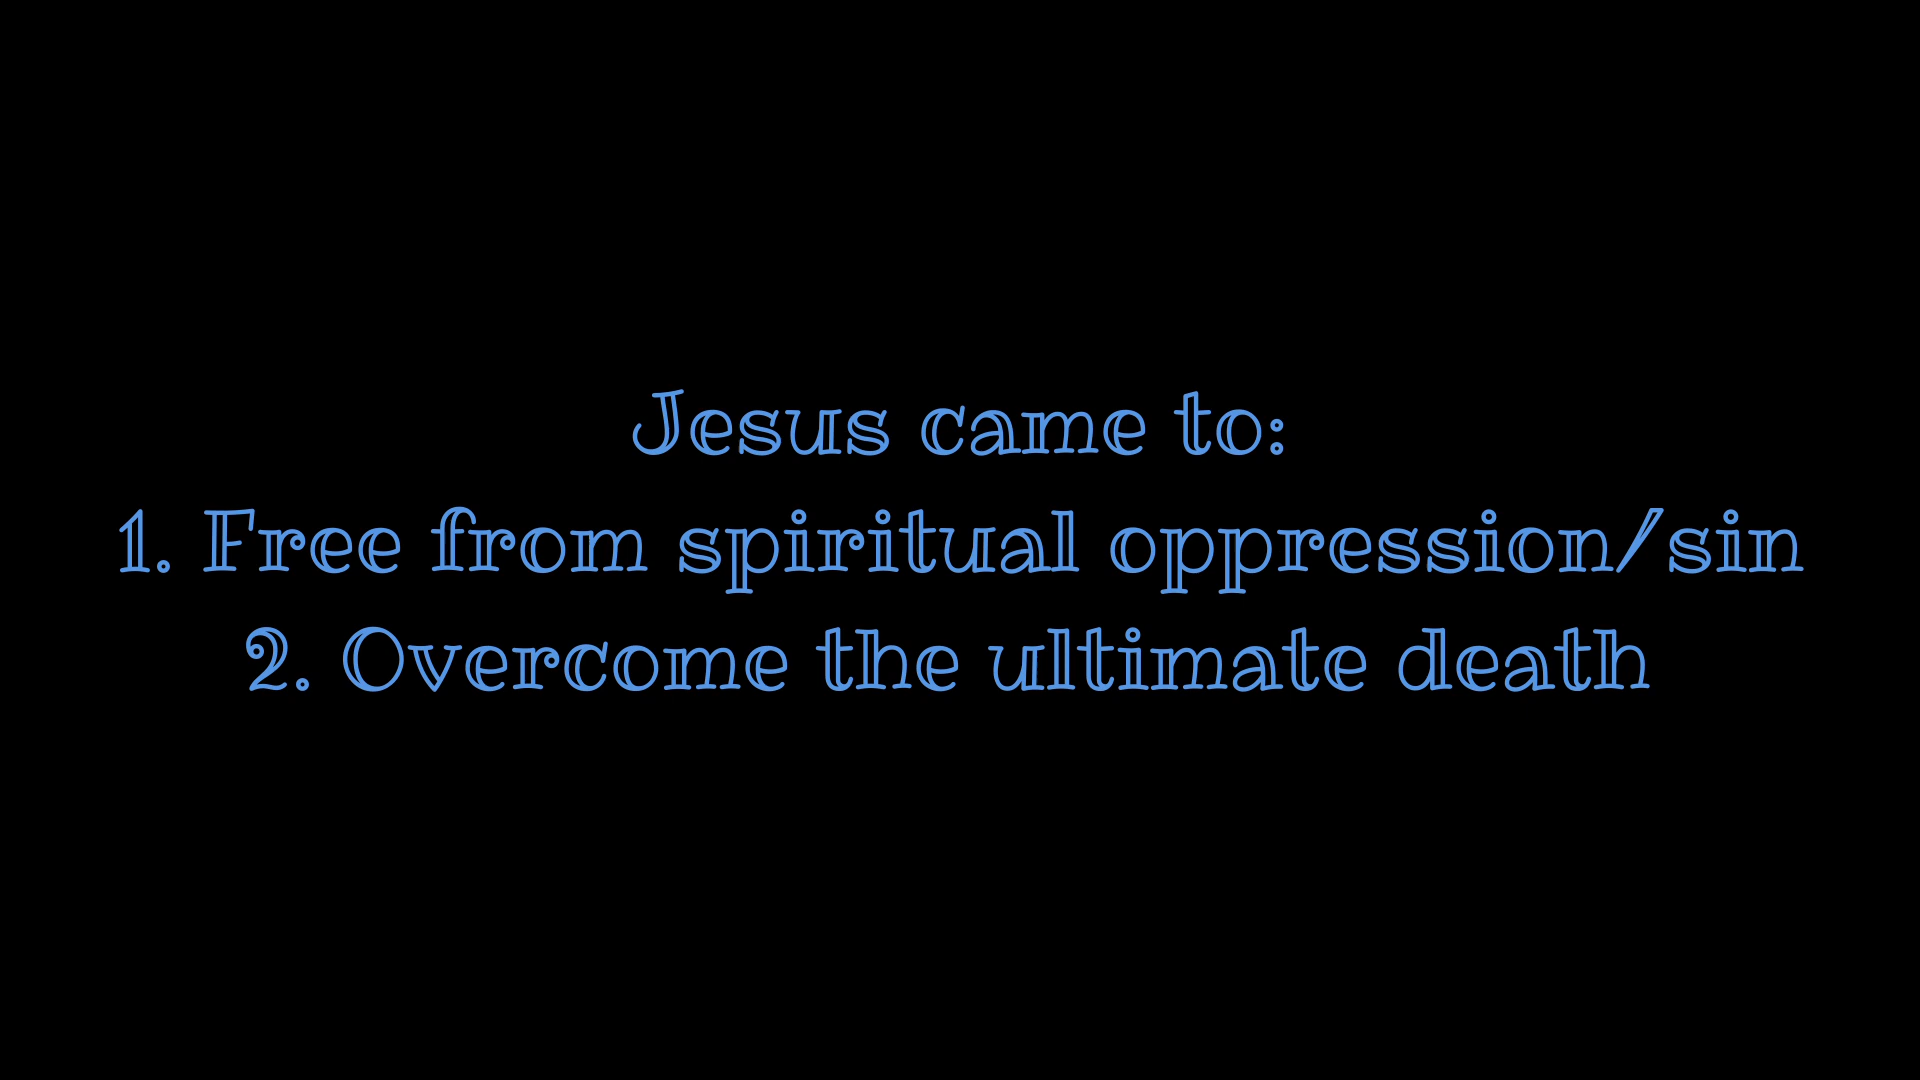 Jesus came to:
1. Free from spiritual oppression/sin
2. Overcome the ultimate death